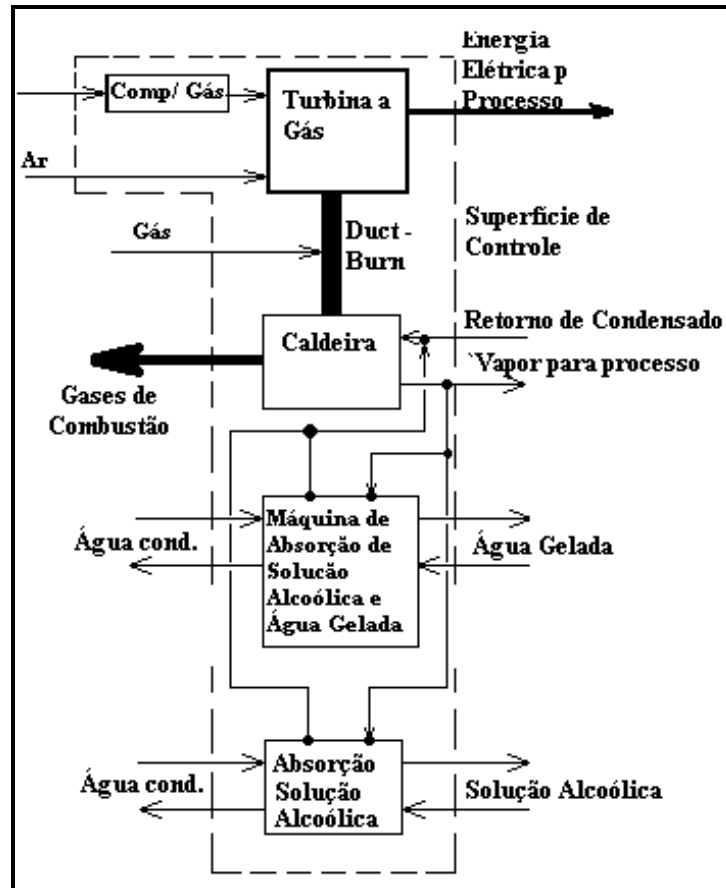 Energia
Elétrica p
Processo
Comp/ Gás
Turbina a
Gás
Ar
Gás
Duct -
Burn
Superfície de
Controle
Caldeira
Retorno de Condensado
`Vapor para processo
Gases de
Combustão
Máquina de
Absorção de
Solucão
Alcoólica e
Água Gelada
Água cond.
Água Gelada
Absorção
Solução
Alcoólica
Água cond.
Solução Alcoólica